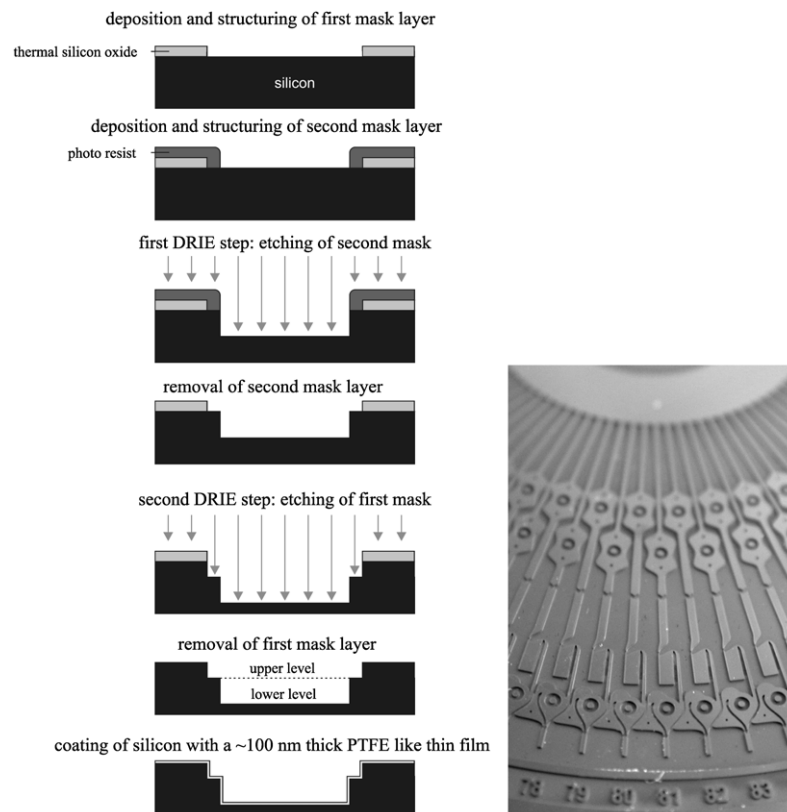 deposition and structuring of first mask layer
thermal silicon oxide
silicon
deposition and structuring of second mask layer
photo resist
first DRIE step: etching of second mask
removal of second mask layer
second DRIE step: etching of first mask
removal of first mask layer
upper level
lower level
coating of silicon with a ~100 nm thick PTFE like thin film
78 79 80 81 82 83